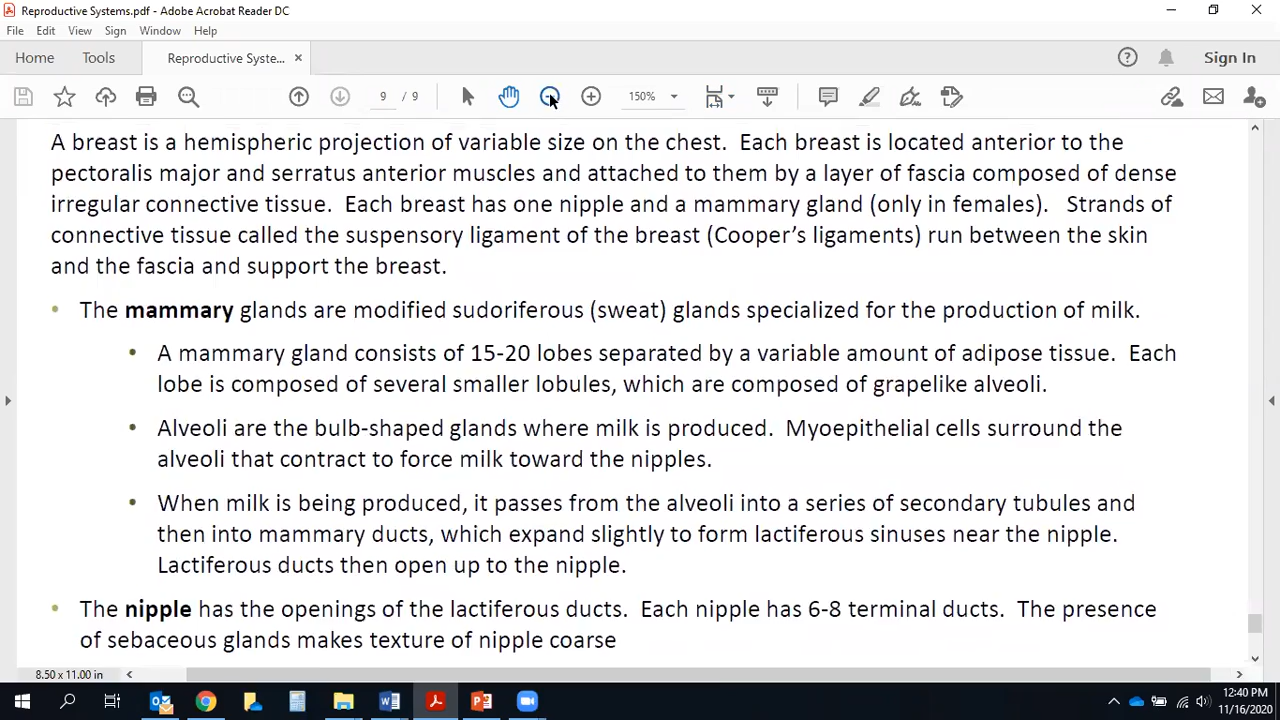 Reproductive Systems.pdf - Adobe Acrobat Reader DC
File Edit View Sign Window Help
Home Tools Reproductive Syste... × Sign In
9 / 9 150%
A breast is a hemispheric projection of variable size on the chest. Each breast is located anterior to the
pectoralis major and serratus anterior muscles and attached to them by a layer of fascia composed of dense
irregular connective tissue. Each breast has one nipple and a mammary gland (only in females). Strands of
connective tissue called the suspensory ligament of the breast (Cooper's ligaments) run between the skin
and the fascia and support the breast.
• The mammary glands are modified sudoriferous (sweat) glands specialized for the production of milk.
• A mammary gland consists of 15-20 lobes separated by a variable amount of adipose tissue. Each
lobe is composed of several smaller lobules, which are composed of grapelike alveoli.
• Alveoli are the bulb-shaped glands where milk is produced. Myoepithelial cells surround the
alveoli that contract to force milk toward the nipples.
• When milk is being produced, it passes from the alveoli into a series of secondary tubules and
then into mammary ducts, which expand slightly to form lactiferous sinuses near the nipple.
Lactiferous ducts then open up to the nipple.
• The nipple has the openings of the lactiferous ducts. Each nipple has 6-8 terminal ducts. The presence
of sebaceous glands makes texture of nipple coarse
8.50 x 11.00 in
12:40 PM
11/16/2020